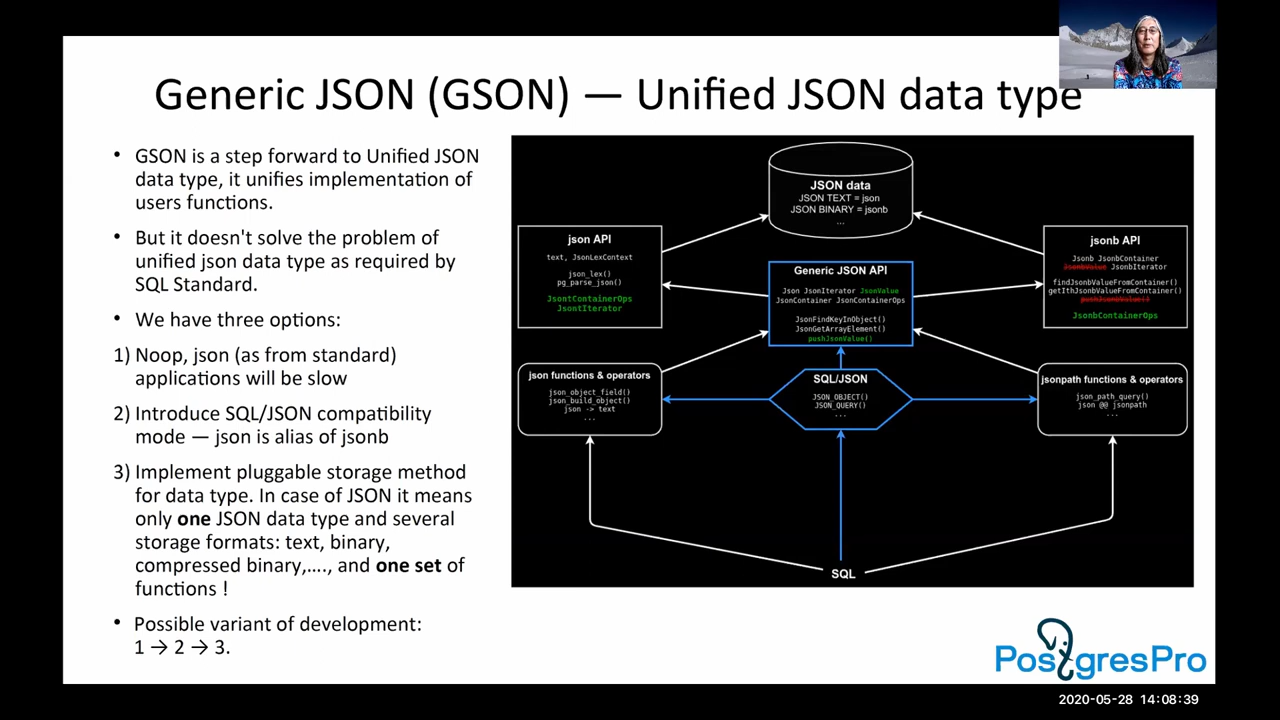 Generic JSON (GSON) — Unified JSON data type
• GSON is a step forward to Unified JSON
data type, it unifies implementation of
users functions.
• But it doesn't solve the problem of
unified json data type as required by
SQL Standard.
• We have three options:
1) Noop, json (as from standard)
applications will be slow
2) Introduce SQL/JSON compatibility
mode — json is alias of jsonb
3) Implement pluggable storage method
for data type. In case of JSON it means
only one JSON data type and several
storage formats: text, binary,
compressed binary,...., and one set of
functions !
• Possible variant of development:
1 → 2 → 3.
JSON data
JSON TEXT = json
JSON BINARY = jsonb
...
json API
text, JsonLexContext
json_lex()
pg_parse_json()
JsontContainerOps
JsontIterator
Generic JSON API
Json JsonIterator JsonValue
JsonContainer JsonContainerOps
JsonFindKeyInObject()
JsonGetArrayElement()
pushJsonValue()
jsonb API
Jsonb JsonbContainer
JsonbValue JsonbIterator
findJsonbValueFromContainer()
getIthJsonbValueFromContainer()
pushJsonbValue()
JsonbContainerOps
json functions & operators
json_object_field()
json_build_object()
json -> text
...
SQL/JSON
JSON_OBJECT()
JSON_QUERY()
...
jsonpath functions & operators
json_path_query()
json @@ jsonpath
...
SQL
PostgresPro
2020-05-28 14:08:39